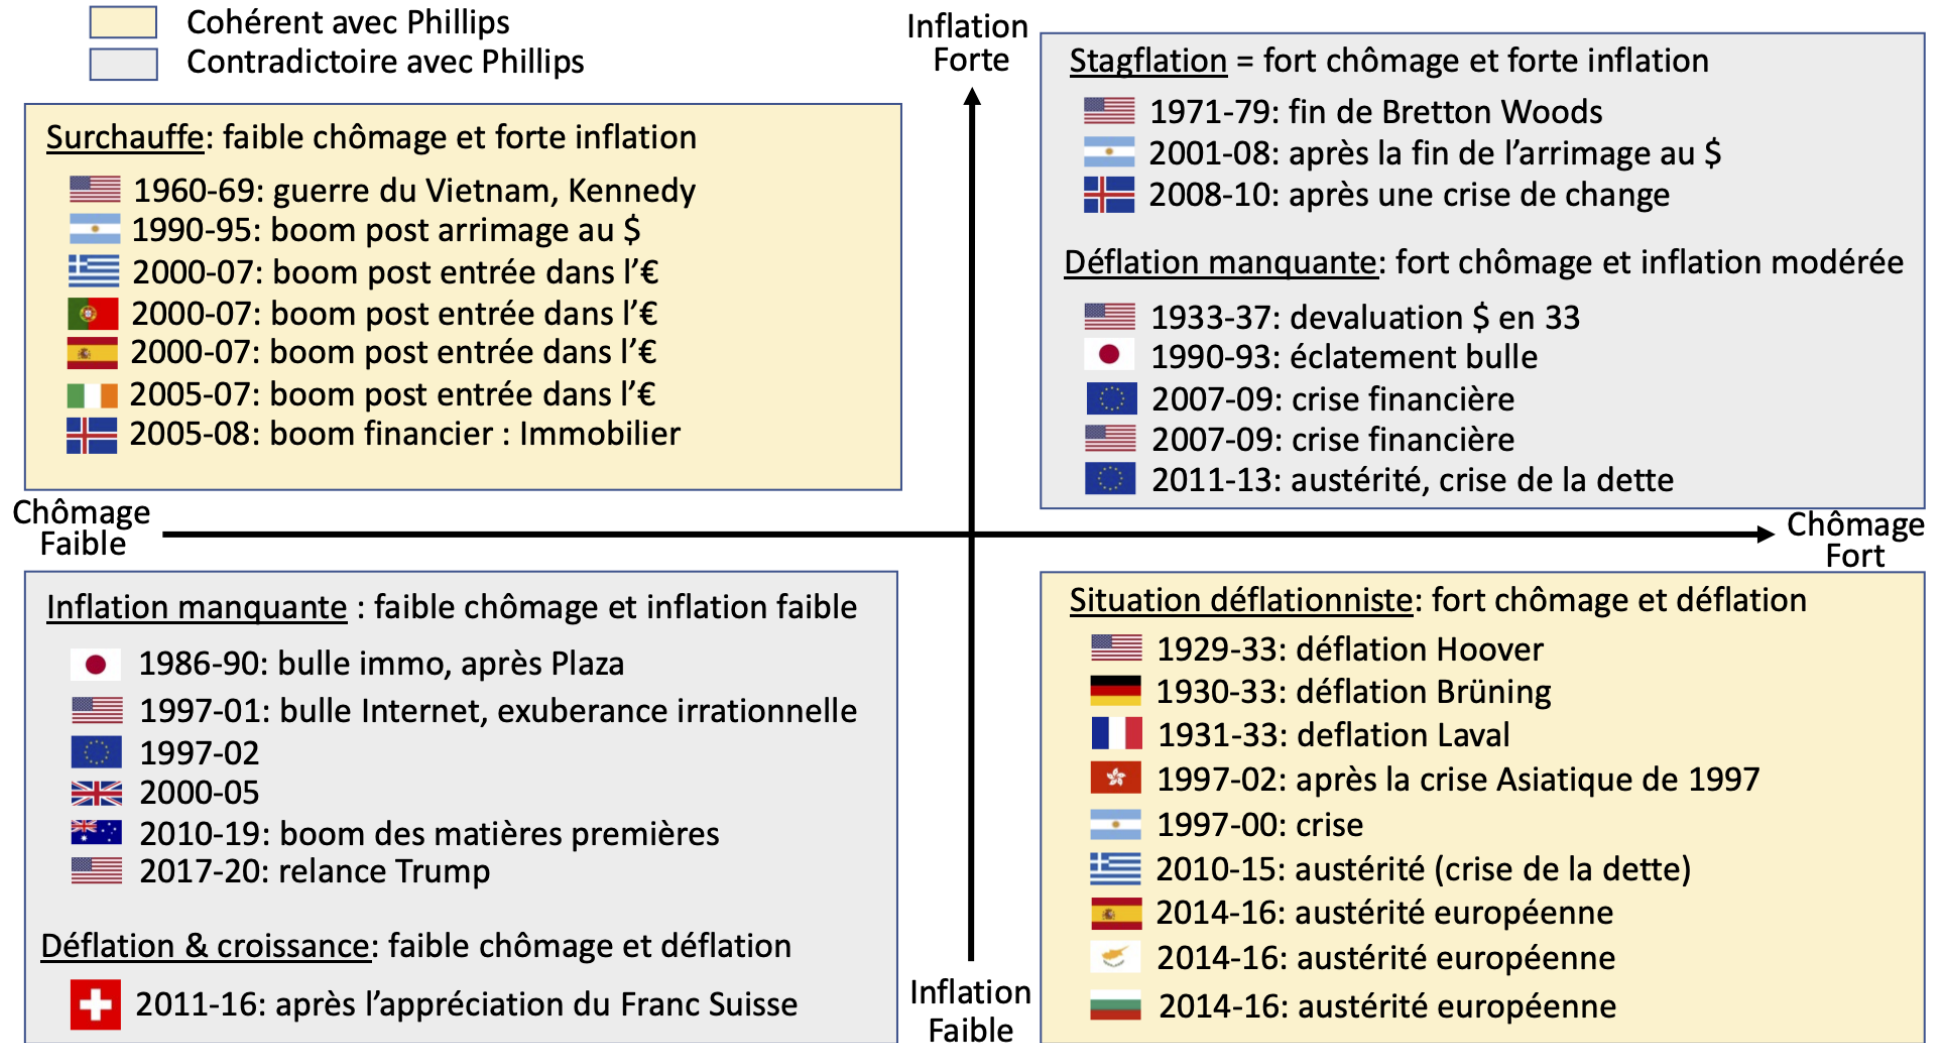 Cohérent avec Phillips
Contradictoire avec Phillips
Inflation
Forte
Surchauffe: faible chômage et forte inflation
1960-69: guerre du Vietnam, Kennedy
1990-95: boom post arrimage au $
2000-07: boom post entrée dans l'€
2000-07: boom post entrée dans l'€
2000-07: boom post entrée dans l'€
2005-07: boom post entrée dans l'€
2005-08: boom financier : Immobilier
Stagflation = fort chômage et forte inflation
1971-79: fin de Bretton Woods
2001-08: après la fin de l'arrimage au $
2008-10: après une crise de change
Déflation manquante: fort chômage et inflation modérée
1933-37: devaluation $ en 33
1990-93: éclatement bulle
2007-09: crise financière
2007-09: crise financière
2011-13: austérité, crise de la dette
Chômage
Faible
Chômage
Fort
Inflation manquante : faible chômage et inflation faible
1986-90: bulle immo, après Plaza
1997-01: bulle Internet, exuberance irrationnelle
1997-02
2000-05
2010-19: boom des matières premières
2017-20: relance Trump
Déflation & croissance: faible chômage et déflation
2011-16: après l'appréciation du Franc Suisse
Situation déflationniste: fort chômage et déflation
1929-33: déflation Hoover
1930-33: déflation Brüning
1931-33: deflation Laval
1997-02: après la crise Asiatique de 1997
1997-00: crise
2010-15: austérité (crise de la dette)
2014-16: austérité européenne
2014-16: austérité européenne
2014-16: austérité européenne
Inflation
Faible